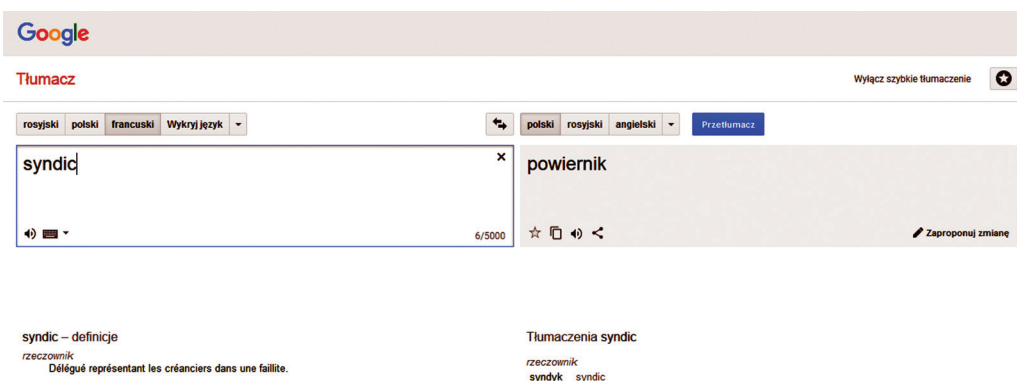 Google
Tłumacz
Wyłącz szybkie tłumaczenie
rosyjski polski francuski Wykryj język
polski rosyjski angielski Przetłumacz
syndic
powiernik
6/5000
Zaproponuj zmianę
syndic – definicje
Tłumaczenia syndic
rzeczownik
Délégué représentant les créanciers dans une faillite.
rzeczownik
syndyk syndic